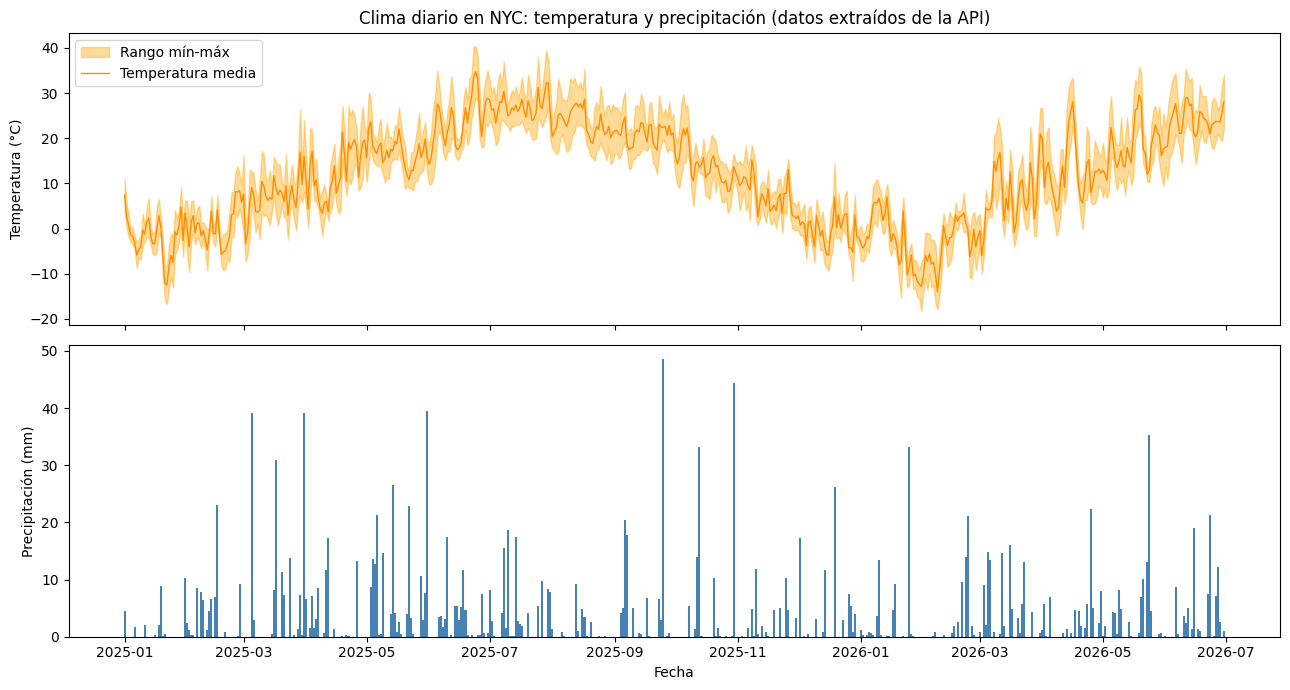 Clima diario en NYC: temperatura y precipitación (datos extraídos de la API)
Rango mín-máx
Temperatura media
Temperatura (°C)
40
30
20
10
0
−10
−20
Precipitación (mm)
50
40
30
20
10
0
2025-01 2025-03 2025-05 2025-07 2025-09 2025-11 2026-01 2026-03 2026-05 2026-07
Fecha